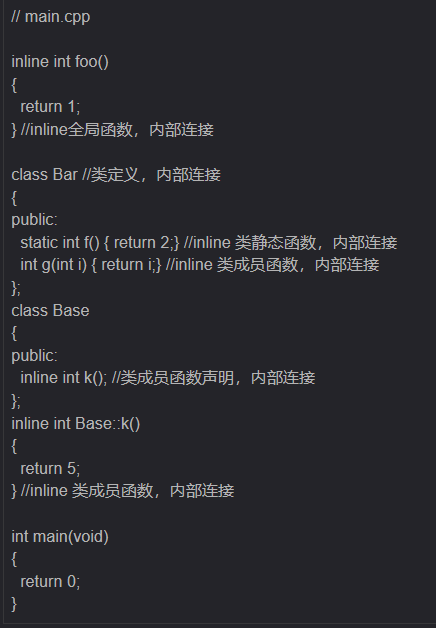 // main.cpp
inline int foo()
{
return 1;
} //inline全局函数，内部连接
class Bar //类定义，内部连接
{
public:
static int f() { return 2;} //inline 类静态函数，内部连接
int g(int i) { return i;} //inline 类成员函数，内部连接
};
class Base
{
public:
inline int k(); //类成员函数声明，内部连接
};
inline int Base::k()
{
return 5;
} //inline 类成员函数，内部连接
int main(void)
{
return 0;
}